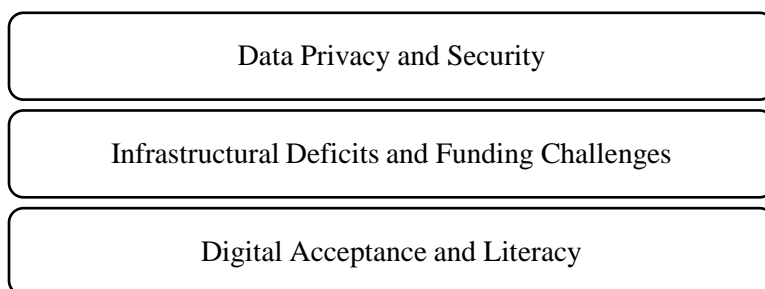 Data Privacy and Security
Infrastructural Deficits and Funding Challenges
Digital Acceptance and Literacy